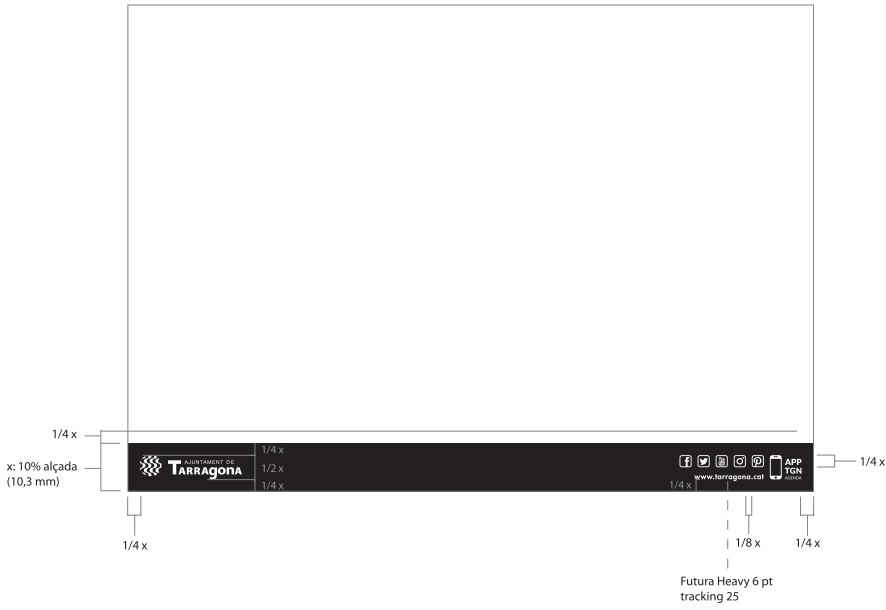 1/4 x
x: 10% alçada
(10,3 mm)
AJUNTAMENT DE
TARRAgonA
1/4 x
1/2 x
1/4 x
www.tarragona.cat
1/4 x
APP
TGN
AGENDA
1/4 x
1/4 x
1/8 x
1/4 x
Futura Heavy 6 pt
tracking 25